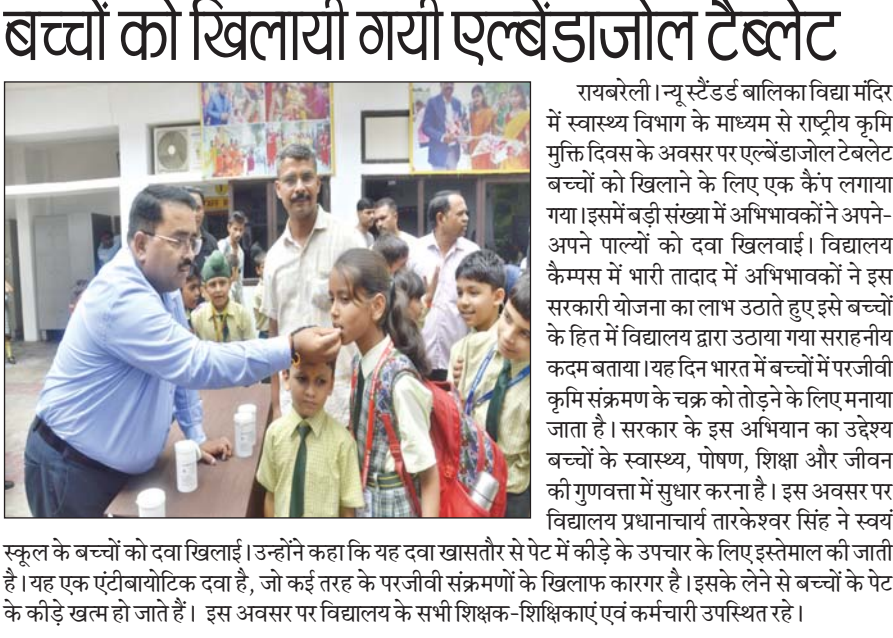 बच्चों को खिलायी गयी एल्बेंडाजोल टैब्लेट
रायबरेली। न्यू स्टैंडर्ड बालिका विद्या मंदिर
में स्वास्थ्य विभाग के माध्यम से राष्ट्रीय कृमि
मुक्ति दिवस के अवसर पर एल्बेंडाजोल टेबलेट
बच्चों को खिलाने के लिए एक कैंप लगाया
गया। इसमें बड़ी संख्या में अभिभावकों ने अपने-
अपने पाल्यों को दवा खिलवाई। विद्यालय
कैम्पस में भारी तादाद में अभिभावकों ने इस
सरकारी योजना का लाभ उठाते हुए इसे बच्चों
के हित में विद्यालय द्वारा उठाया गया सराहनीय
कदम बताया। यह दिन भारत में बच्चों में परजीवी
कृमि संक्रमण के चक्र को तोड़ने के लिए मनाया
जाता है। सरकार के इस अभियान का उद्देश्य
बच्चों के स्वास्थ्य, पोषण, शिक्षा और जीवन
की गुणवत्ता में सुधार करना है। इस अवसर पर
विद्यालय प्रधानाचार्य तारकेश्वर सिंह ने स्वयं
स्कूल के बच्चों को दवा खिलाई। उन्होंने कहा कि यह दवा खासतौर से पेट में कीड़े के उपचार के लिए इस्तेमाल की जाती
है। यह एक एंटीबायोटिक दवा है, जो कई तरह के परजीवी संक्रमणों के खिलाफ कारगर है। इसके लेने से बच्चों के पेट
के कीड़े खत्म हो जाते हैं। इस अवसर पर विद्यालय के सभी शिक्षक-शिक्षिकाएं एवं कर्मचारी उपस्थित रहे।